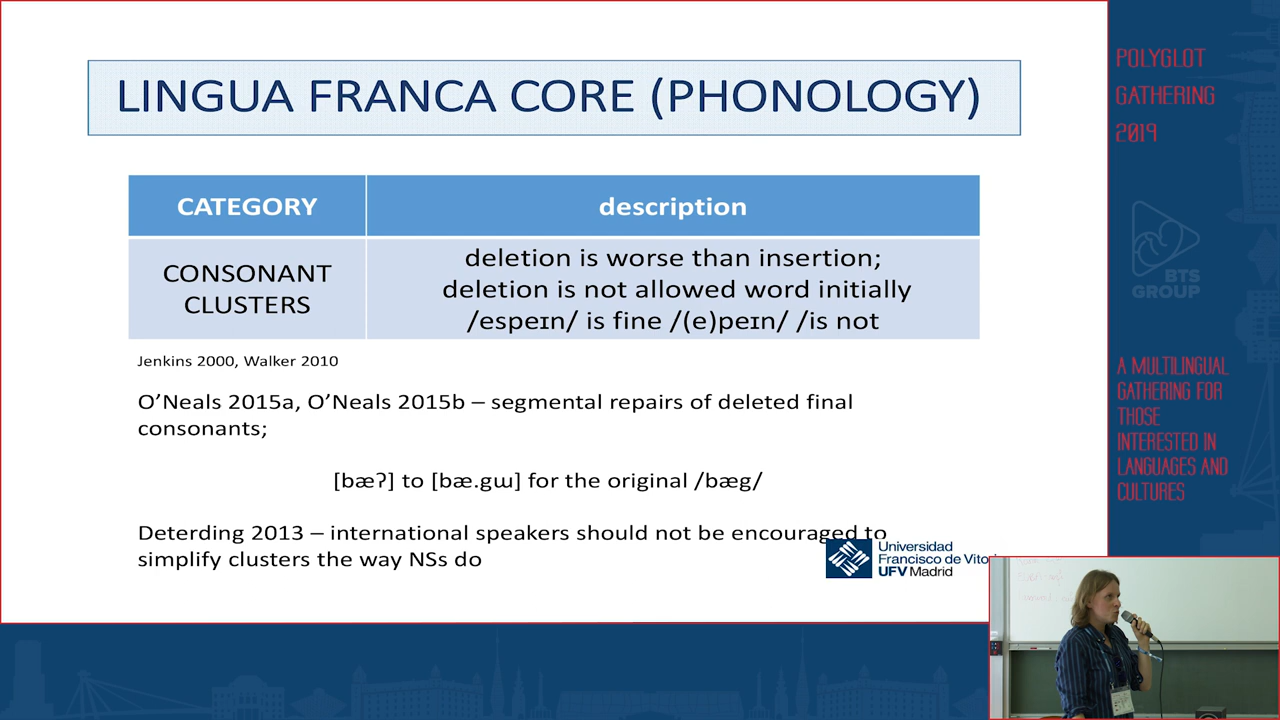 LINGUA FRANCA CORE (PHONOLOGY)
CATEGORY
description
CONSONANT
CLUSTERS
deletion is worse than insertion;
deletion is not allowed word initially
/espeɪn/ is fine /(e)peɪn/ /is not
Jenkins 2000, Walker 2010
O’Neals 2015a, O’Neals 2015b – segmental repairs of deleted final
consonants;
[bæʔ] to [bæ.gɯ] for the original /bæg/
Deterding 2013 – international speakers should not be encouraged to
simplify clusters the way NSs do
Universidad
Francisco de Vito
UFV Madrid
POLYGLOT
GATHERING
2019
BTS
GROUP
A MULTILINGUAL
GATHERING FOR
THOSE
INTERESTED IN
LANGUAGES AND
CULTURES